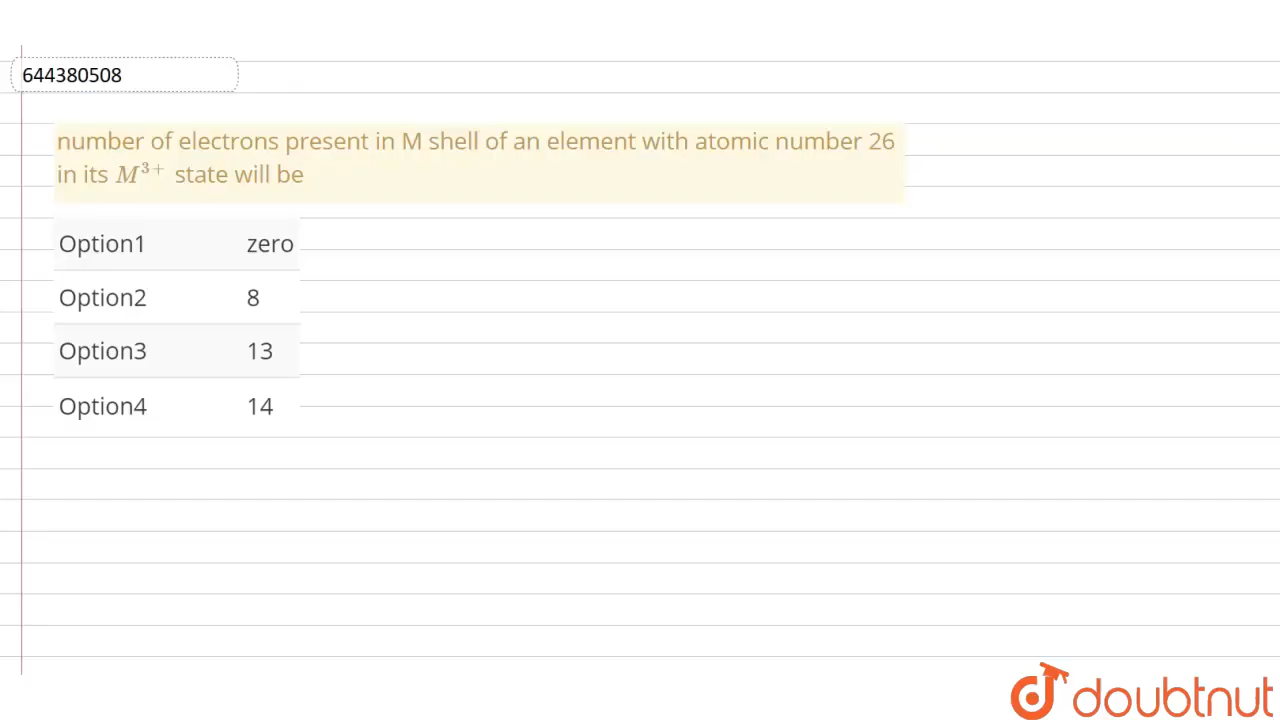 644380508
number of electrons present in M shell of an element with atomic number 26
in its M³⁺ state will be
Option1 zero
Option2 8
Option3 13
Option4 14
doubtnut